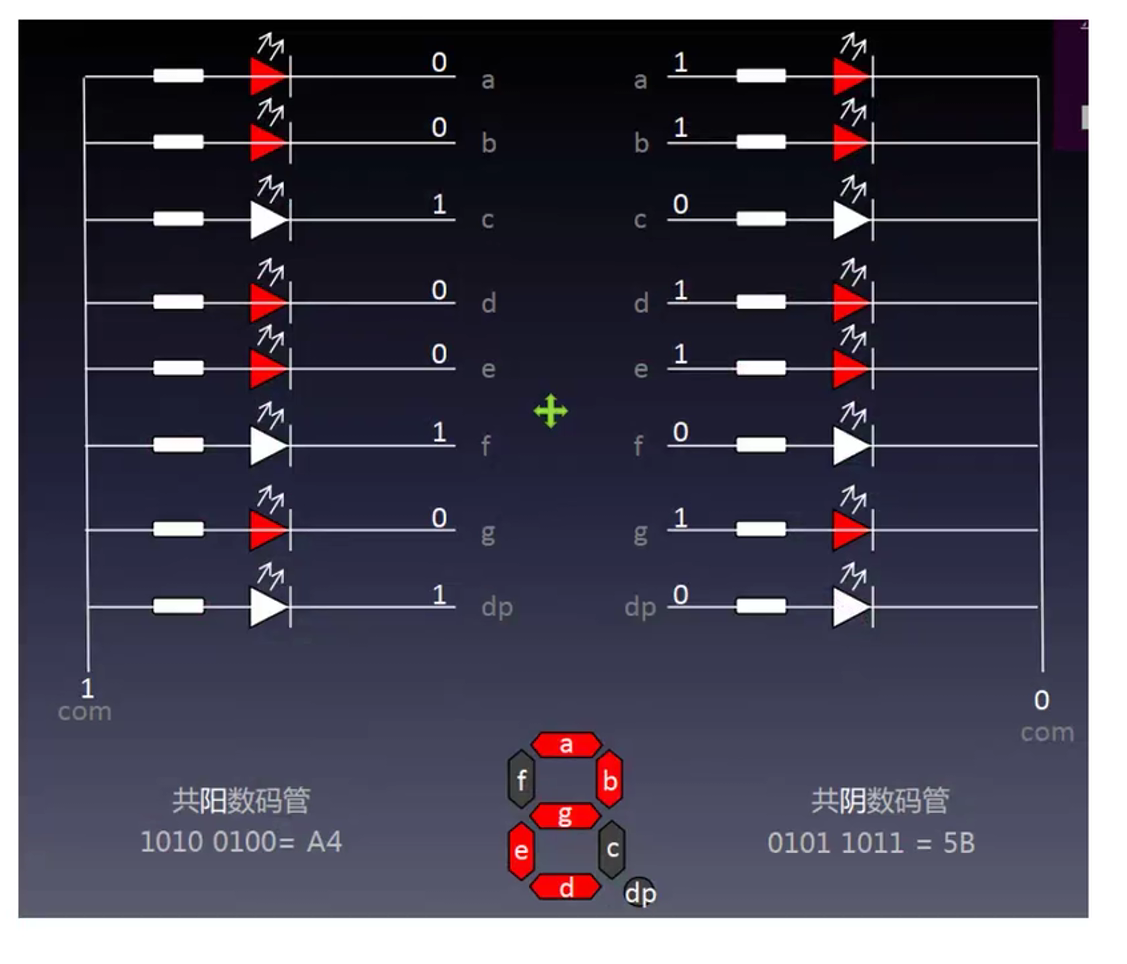 0 a a 1
0 b b 1
1 c c 0
0 d d 1
0 e e 1
1 f f 0
0 g g 1
1 dp dp 0
1 0
com com
a
f b
g
e c
d dp
共阳数码管 共阴数码管
1010 0100= A4 0101 1011 = 5B